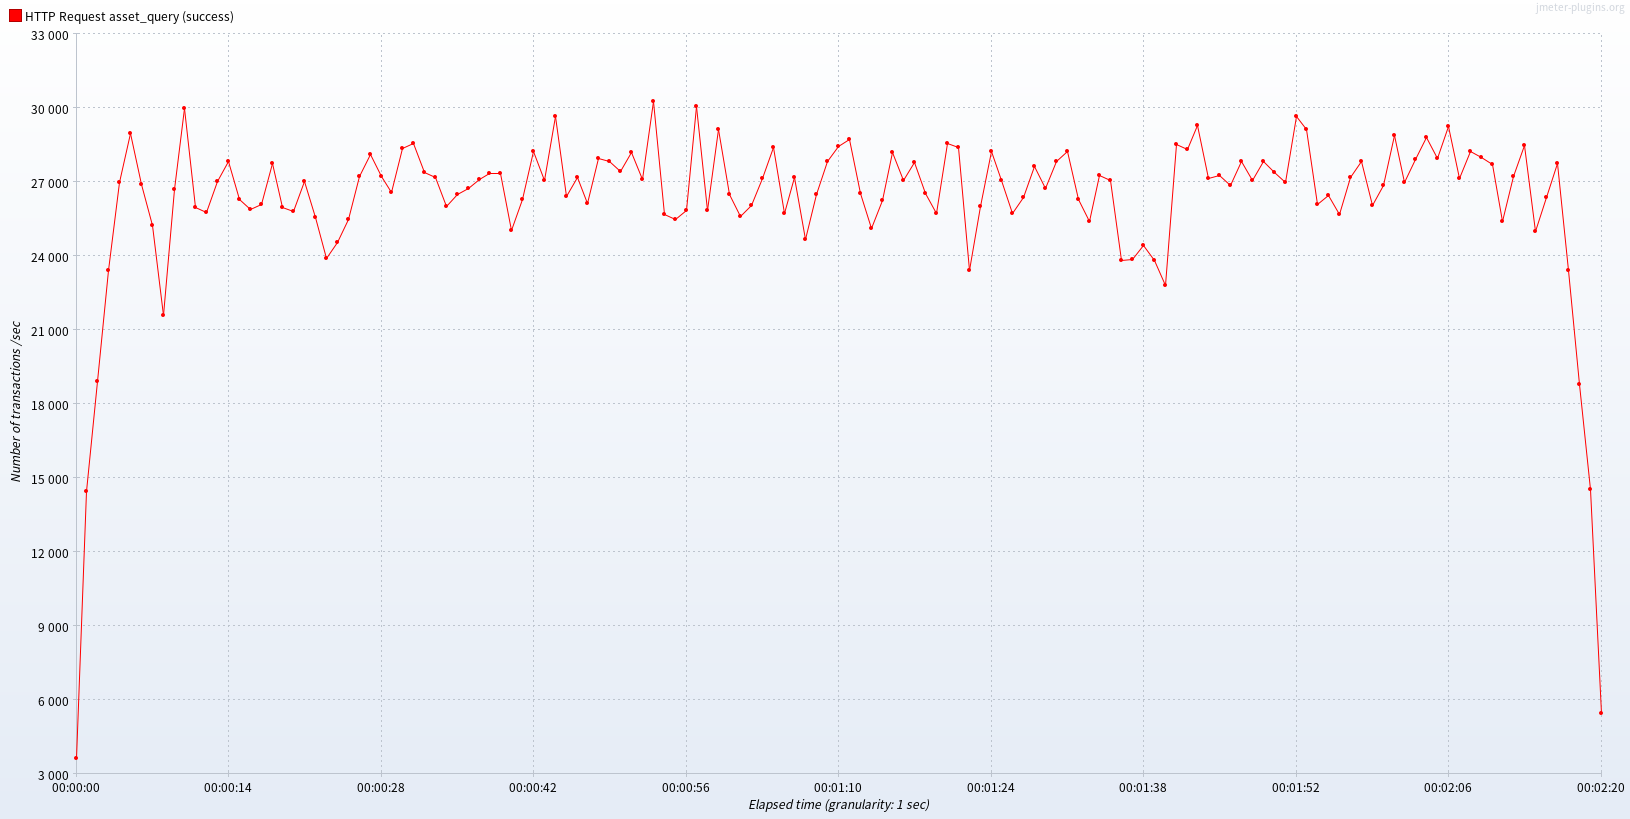 HTTP Request asset_query (success)
jmeter-plugins.org
33 000
30 000
27 000
24 000
21 000
18 000
15 000
12 000
9 000
6 000
3 000
Number of transactions /sec
00:00:00 00:00:14 00:00:28 00:00:42 00:00:56 00:01:10 00:01:24 00:01:38 00:01:52 00:02:06 00:02:20
Elapsed time (granularity: 1 sec)